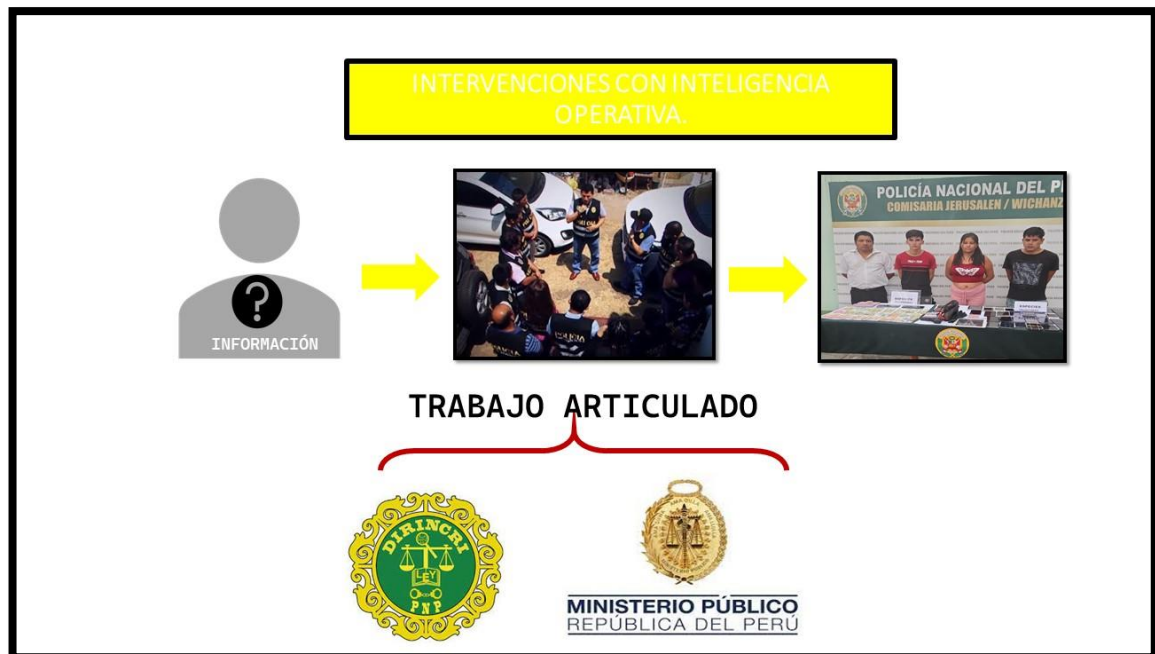 INTERVENCIONES CON INTELIGENCIA
OPERATIVA.
?
INFORMACIÓN
POLICÍA
POLICÍA NACIONAL DEL P
COMISARIA JERUSALEN / WICHANZ
TRABAJO ARTICULADO
DIRINCRI
LEY
PNP
MINISTERIO PÚBLICO
REPÚBLICA DEL PERÚ